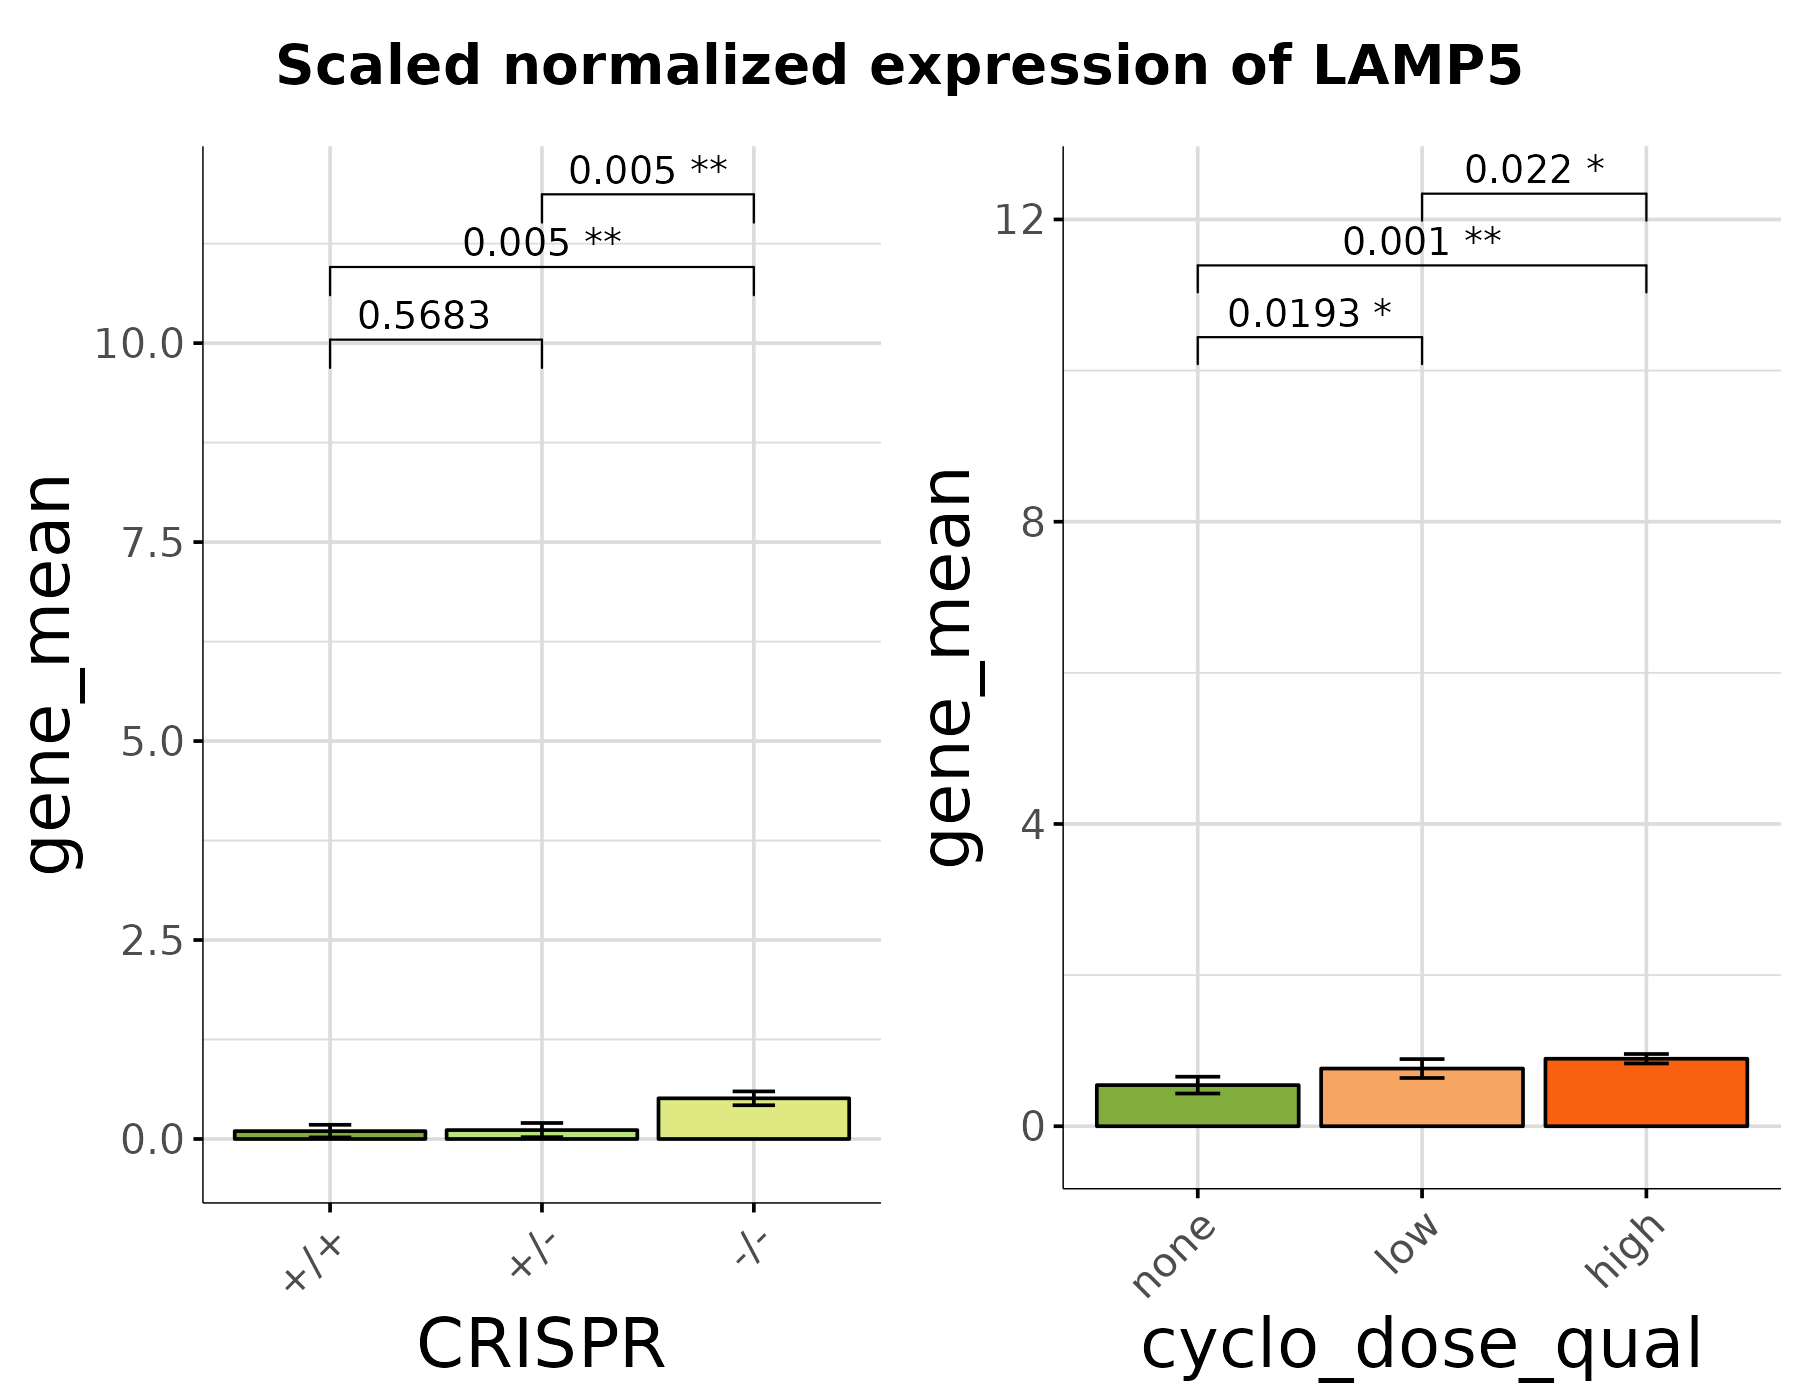 Scaled normalized expression of LAMP5
gene_mean
10.0
7.5
5.0
2.5
0.0
0.005 **
0.005 **
0.5683
+/+
+/-
-/-
CRISPR
gene_mean
12
8
4
0
0.022 *
0.001 **
0.0193 *
none
low
high
cyclo_dose_qual